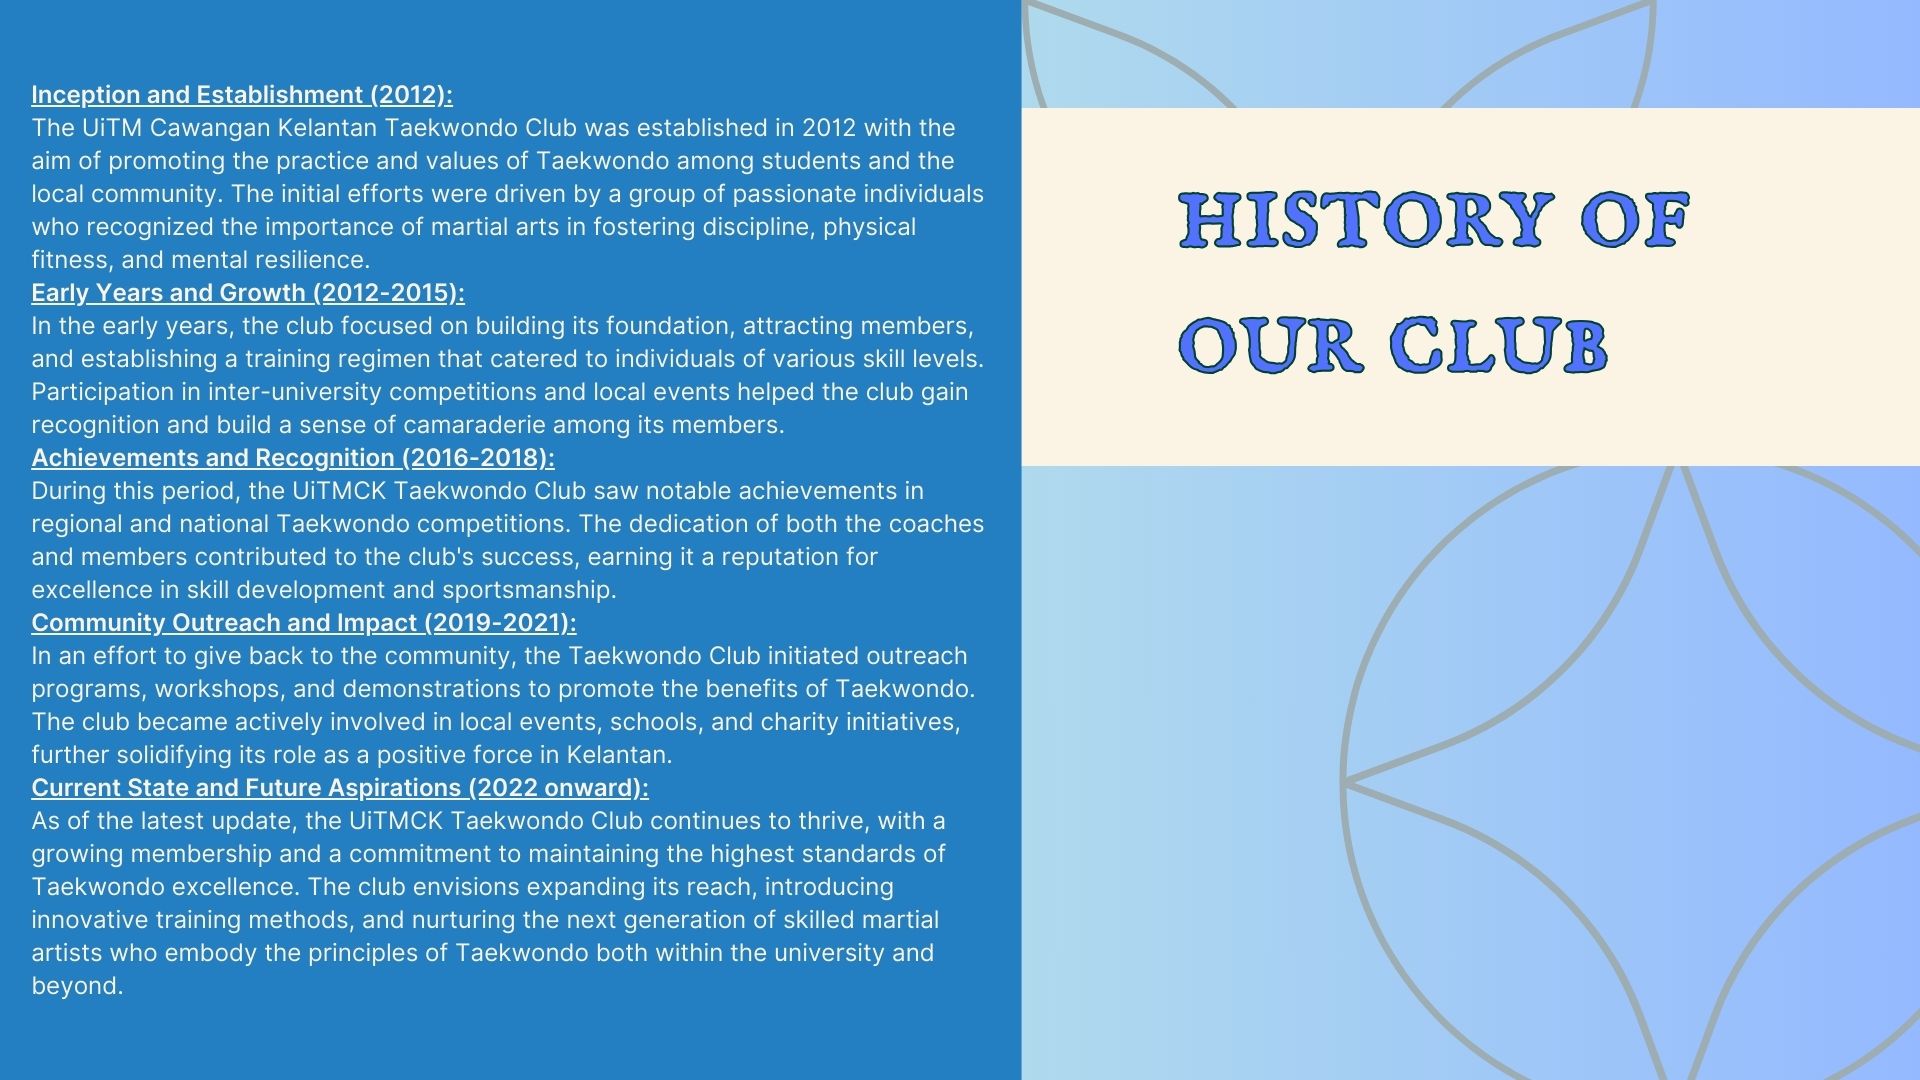 Inception and Establishment (2012):
The UiTM Cawangan Kelantan Taekwondo Club was established in 2012 with the
aim of promoting the practice and values of Taekwondo among students and the
local community. The initial efforts were driven by a group of passionate individuals
who recognized the importance of martial arts in fostering discipline, physical
fitness, and mental resilience.
Early Years and Growth (2012-2015):
In the early years, the club focused on building its foundation, attracting members,
and establishing a training regimen that catered to individuals of various skill levels.
Participation in inter-university competitions and local events helped the club gain
recognition and build a sense of camaraderie among its members.
Achievements and Recognition (2016-2018):
During this period, the UiTMCK Taekwondo Club saw notable achievements in
regional and national Taekwondo competitions. The dedication of both the coaches
and members contributed to the club's success, earning it a reputation for
excellence in skill development and sportsmanship.
Community Outreach and Impact (2019-2021):
In an effort to give back to the community, the Taekwondo Club initiated outreach
programs, workshops, and demonstrations to promote the benefits of Taekwondo.
The club became actively involved in local events, schools, and charity initiatives,
further solidifying its role as a positive force in Kelantan.
Current State and Future Aspirations (2022 onward):
As of the latest update, the UiTMCK Taekwondo Club continues to thrive, with a
growing membership and a commitment to maintaining the highest standards of
Taekwondo excellence. The club envisions expanding its reach, introducing
innovative training methods, and nurturing the next generation of skilled martial
artists who embody the principles of Taekwondo both within the university and
beyond.
HISTORY OF
OUR CLUB